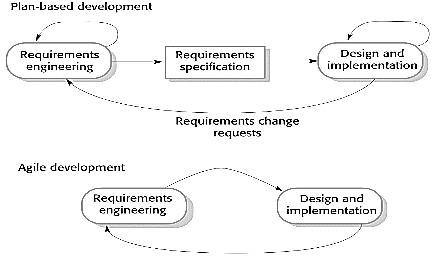 Plan-based development
Requirements
engineering
Requirements
specification
Design and
implementation
Requirements change
requests
Agile development
Requirements
engineering
Design and
implementation